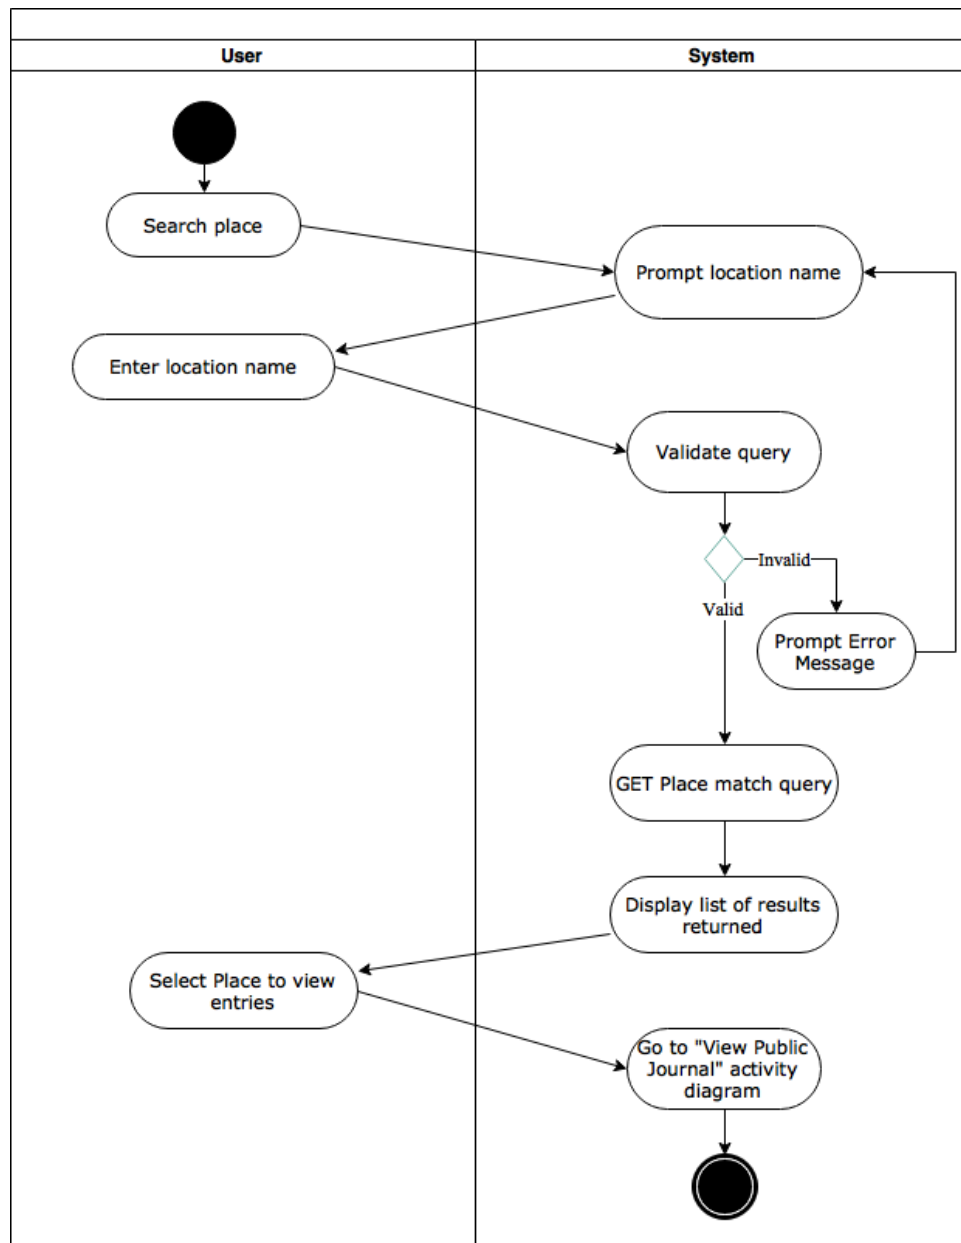 User
System
Search place
Prompt location name
Enter location name
Validate query
Invalid
Valid
Prompt Error
Message
GET Place match query
Display list of results
returned
Select Place to view
entries
Go to "View Public
Journal" activity
diagram